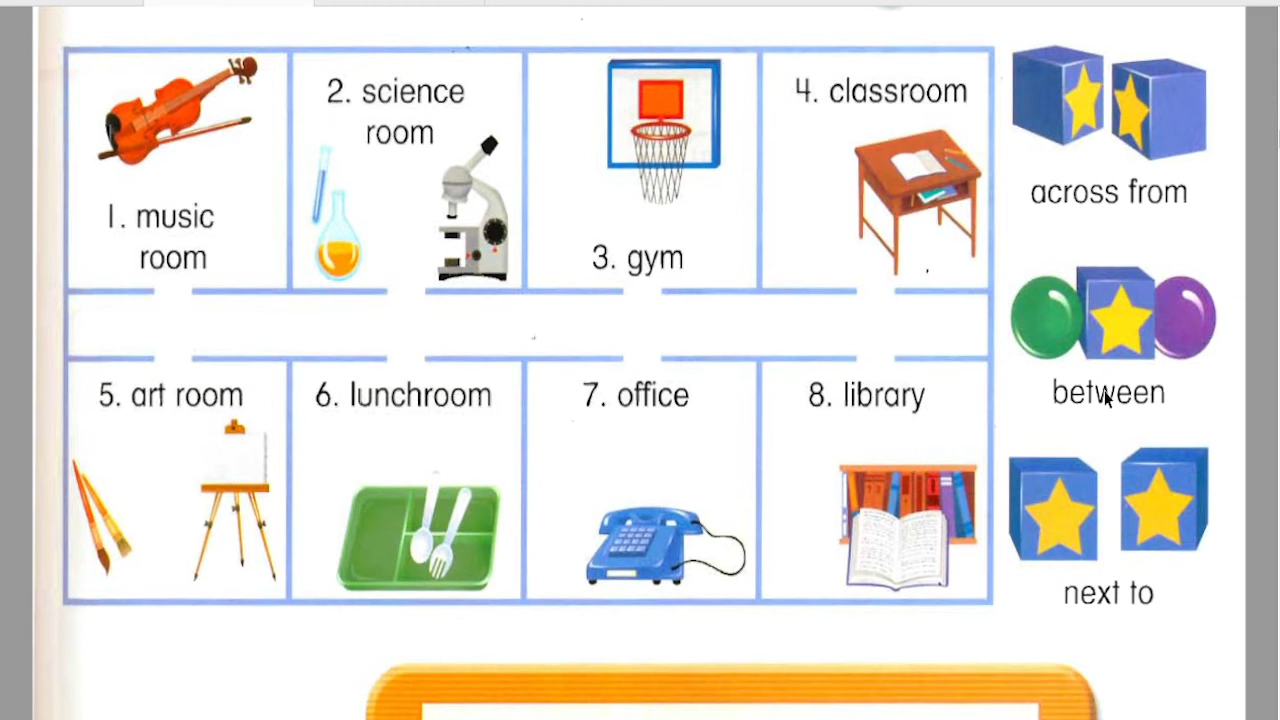 1. music
room
2. science
room
3. gym
4. classroom
across from
between
5. art room
6. lunchroom
7. office
8. library
next to